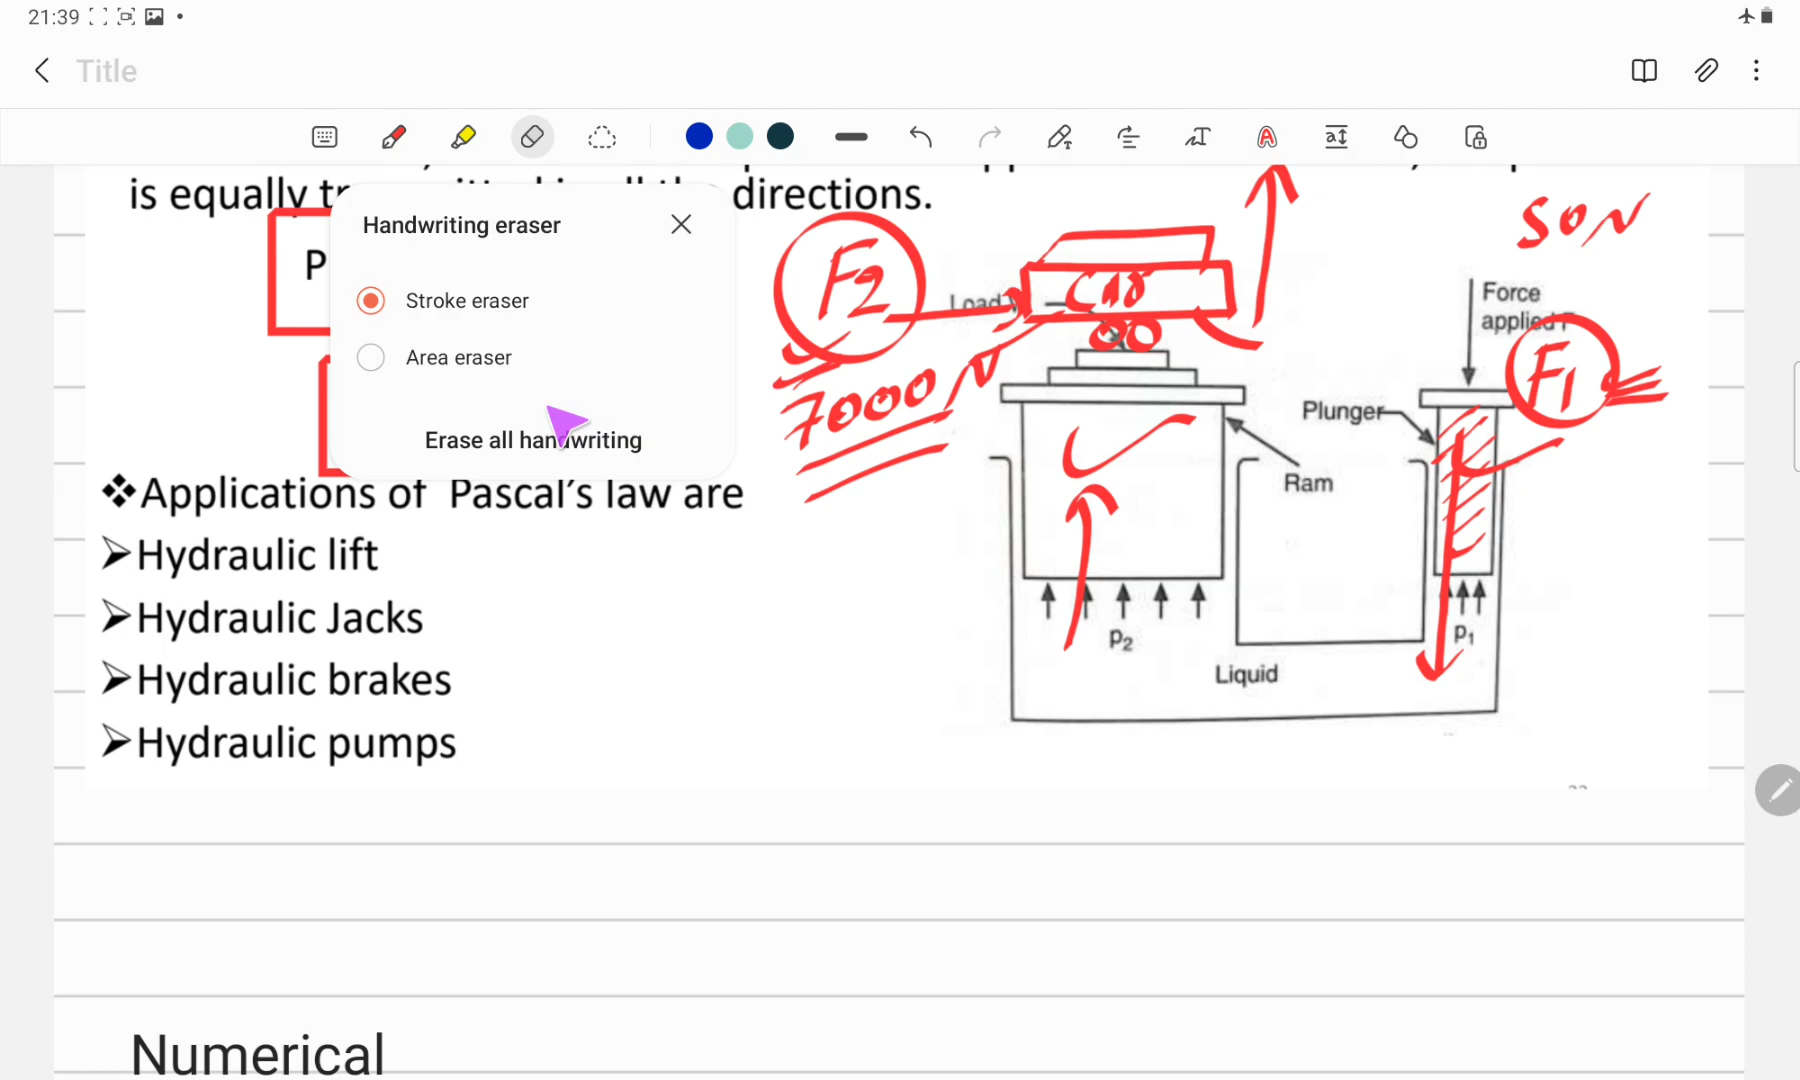 21:39
Title
is equally directions.
Handwriting eraser
P
Stroke eraser
Area eraser
Erase all handwriting
F2
Load
car
50N
Force
applied F
F1
7000 N
Plunger
Ram
P2
P1
Liquid
❖Applications of Pascal's law are
➢Hydraulic lift
➢Hydraulic Jacks
➢Hydraulic brakes
➢Hydraulic pumps
Numerical